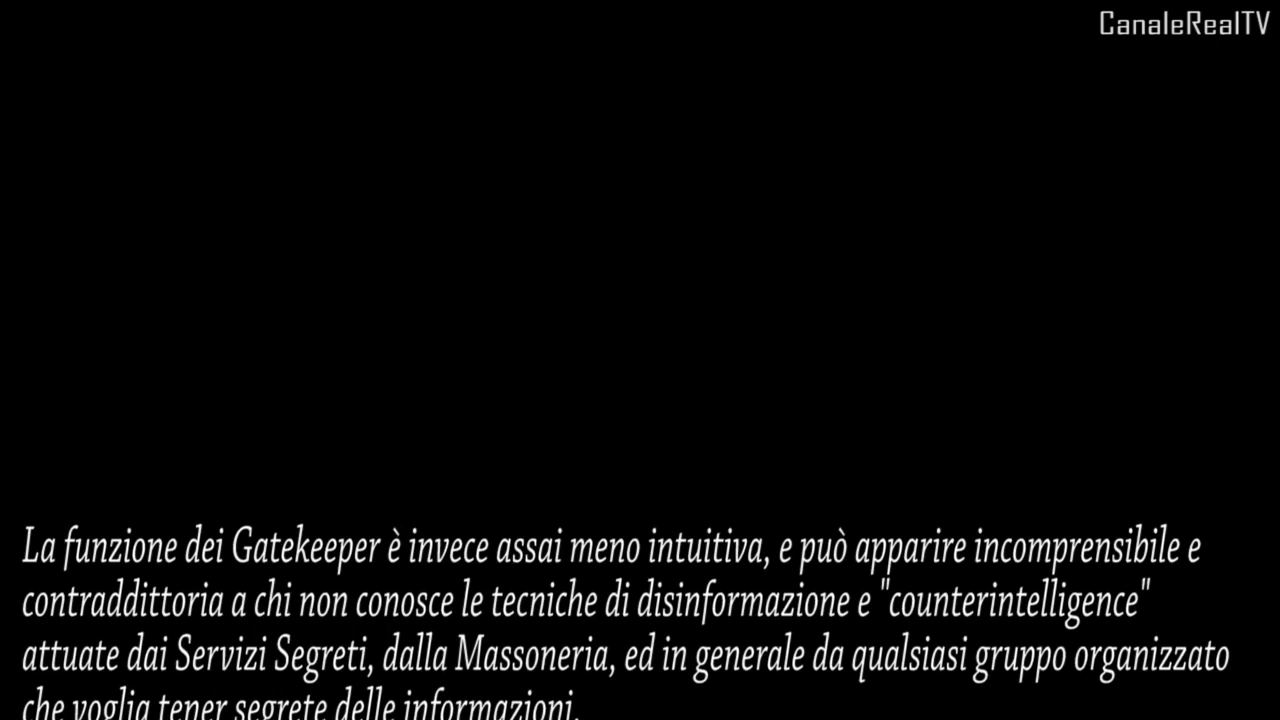 CanaleRealTV
La funzione dei Gatekeeper è invece assai meno intuitiva, e può apparire incomprensibile e
contraddittoria a chi non conosce le tecniche di disinformazione e "counterintelligence"
attuate dai Servizi Segreti, dalla Massoneria, ed in generale da qualsiasi gruppo organizzato
che voglia tener segrete delle informazioni.